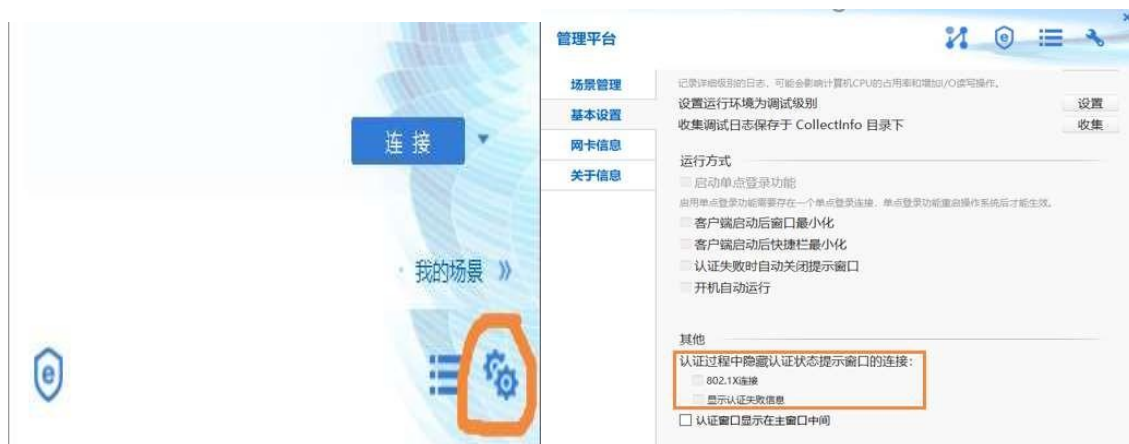 连 接
我的场景 »
管理平台
场景管理
基本设置
网卡信息
关于信息
记录详细级别的日志，可能会影响计算机CPU的占用率和增加I/O读写操作。
设置运行环境为调试级别
设置
收集调试日志保存于 CollectInfo 目录下
收集
运行方式
启动单点登录功能
启用单点登录功能需要存在一个单点登录连接，单点登录功能重启操作系统后才能生效。
客户端启动后窗口最小化
客户端启动后快捷栏最小化
认证失败时自动关闭提示窗口
开机自动运行
其他
认证过程中隐藏认证状态提示窗口的连接：
802.1X连接
显示认证失败信息
认证窗口显示在主窗口中间